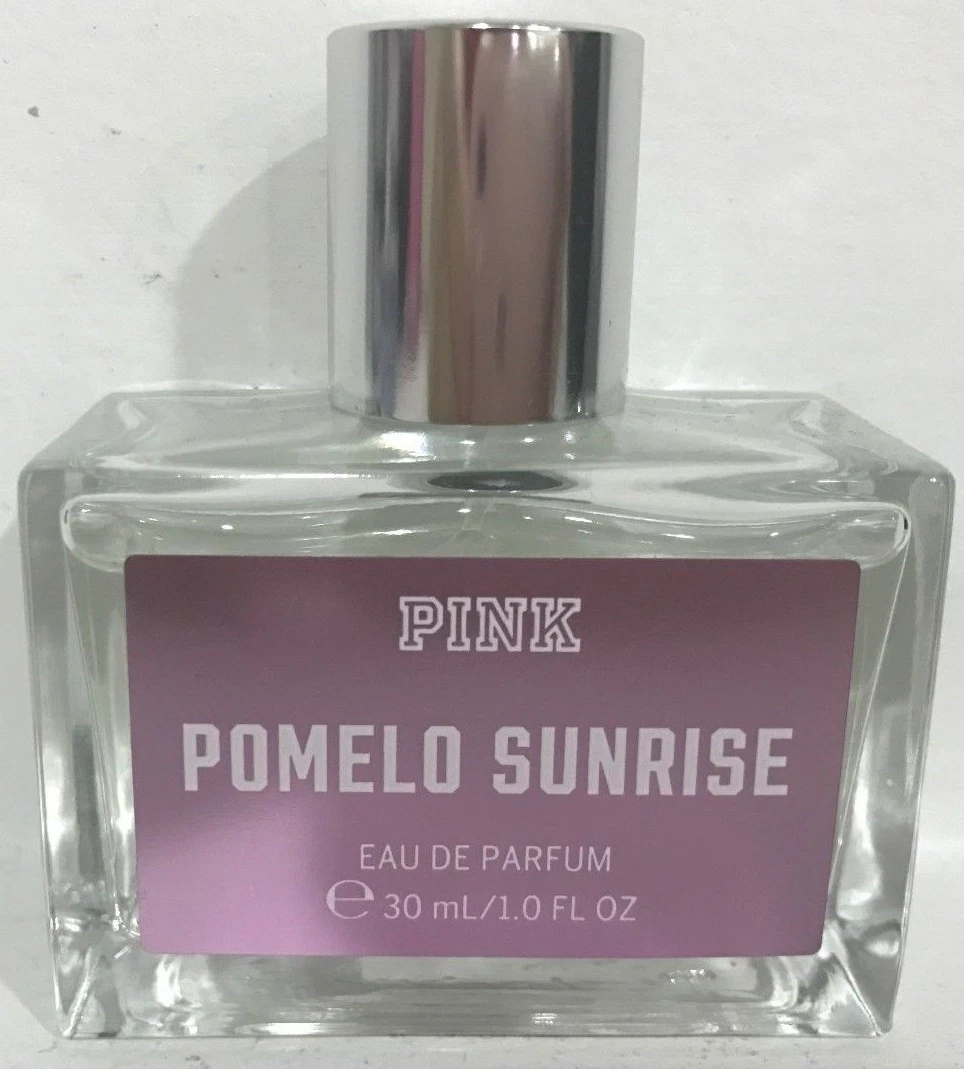 PINK
POMELO SUNRISE
EAU DE PARFUM
℮ 30 mL/1.0 FL OZ